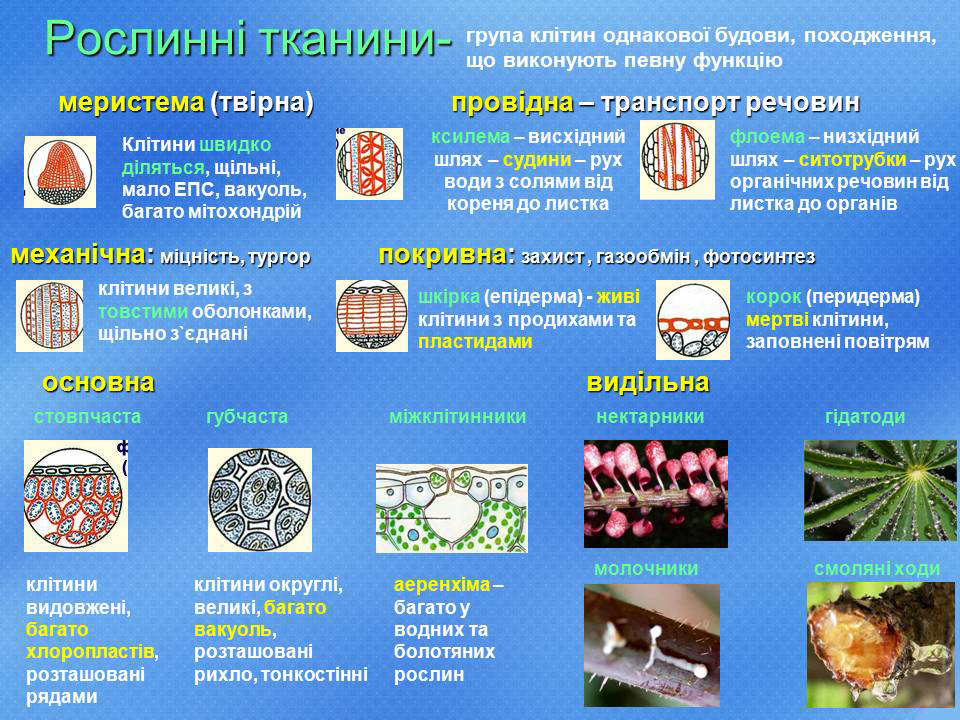 Рослинні тканини-
група клітин однакової будови, походження,
що виконують певну функцію
меристема (твірна)
Клітини швидко
діляться, щільні,
мало ЕПС, вакуоль,
багато мітохондрій
провідна – транспорт речовин
ксилема – висхідний
шлях – судини – рух
води з солями від
кореня до листка
флоема – низхідний
шлях – ситотрубки – рух
органічних речовин від
листка до органів
механічна: міцність, тургор
клітини великі, з
товстими оболонками,
щільно з`єднані
покривна: захист , газообмін , фотосинтез
шкірка (епідерма) - живі
клітини з продихами та
пластидами
корок (перидерма)
мертві клітини,
заповнені повітрям
основна
стовпчаста
губчаста
міжклітинники
клітини
видовжені,
багато
хлоропластів,
розташовані
рядами
клітини округлі,
великі, багато
вакуоль,
розташовані
рихло, тонкостінні
аеренхіма –
багато у
водних та
болотяних
рослин
видільна
нектарники
гідатоди
молочники
смоляні ходи